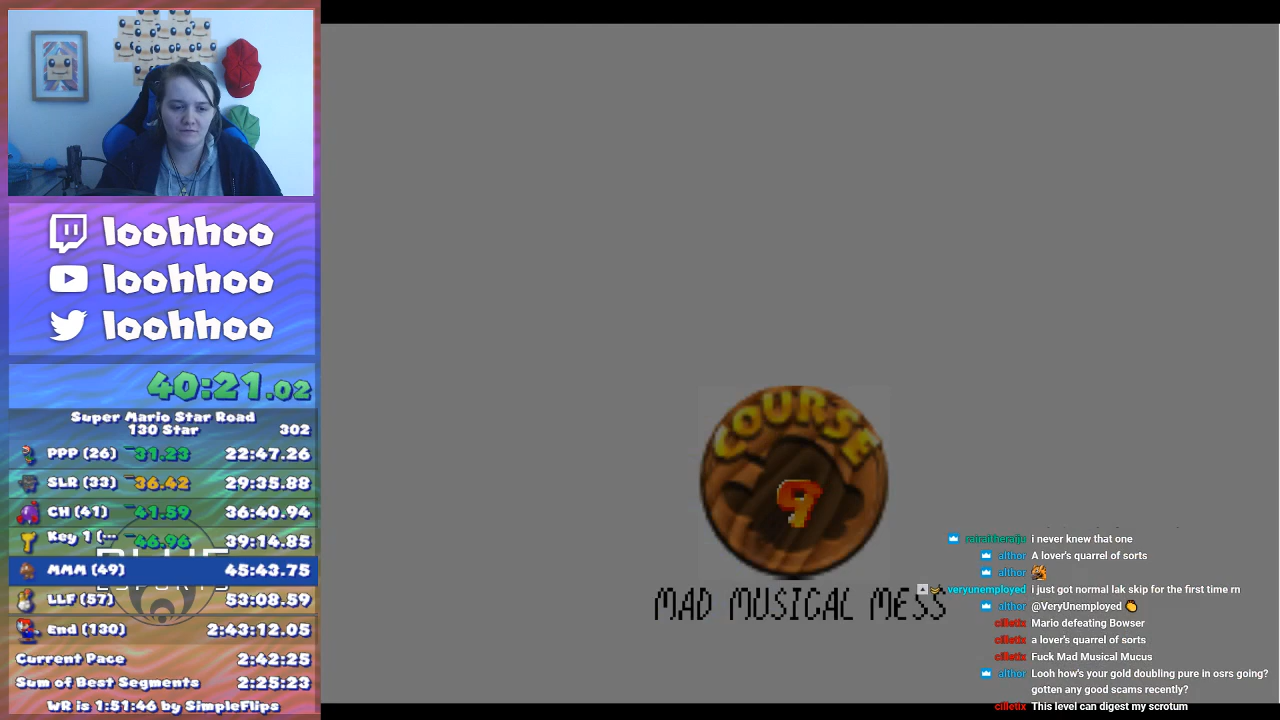 loohhoo
loohhoo
loohhoo
40:21.02
Super Mario Star Road
130 Star 302
PPP (26) -31.23 22:47.26
SLR (33) -36.42 29:35.88
CH (41) -41.59 36:40.94
Key 1 (... -46.96 39:14.85
MMM (49) 45:43.75
LLF (57) 53:08.59
End (130) 2:43:12.05
Current Pace 2:42:25
Sum of Best Segments 2:25:23
WR is 1:51:46 by SimpleFlips
COURSE
9
MAD MUSICAL MESS
i never knew that one
althor A lover's quarrel of sorts
althor
veryunemployed i just got normal lak skip for the first time rn
althor @VeryUnemployed
cilletix Mario defeating Bowser
cilletix a lover's quarrel of sorts
cilletix Fuck Mad Musical Mucus
althor Looh how's your gold doubling pure in osrs going?
gotten any good scams recently?
cilletix This level can digest my scrotum